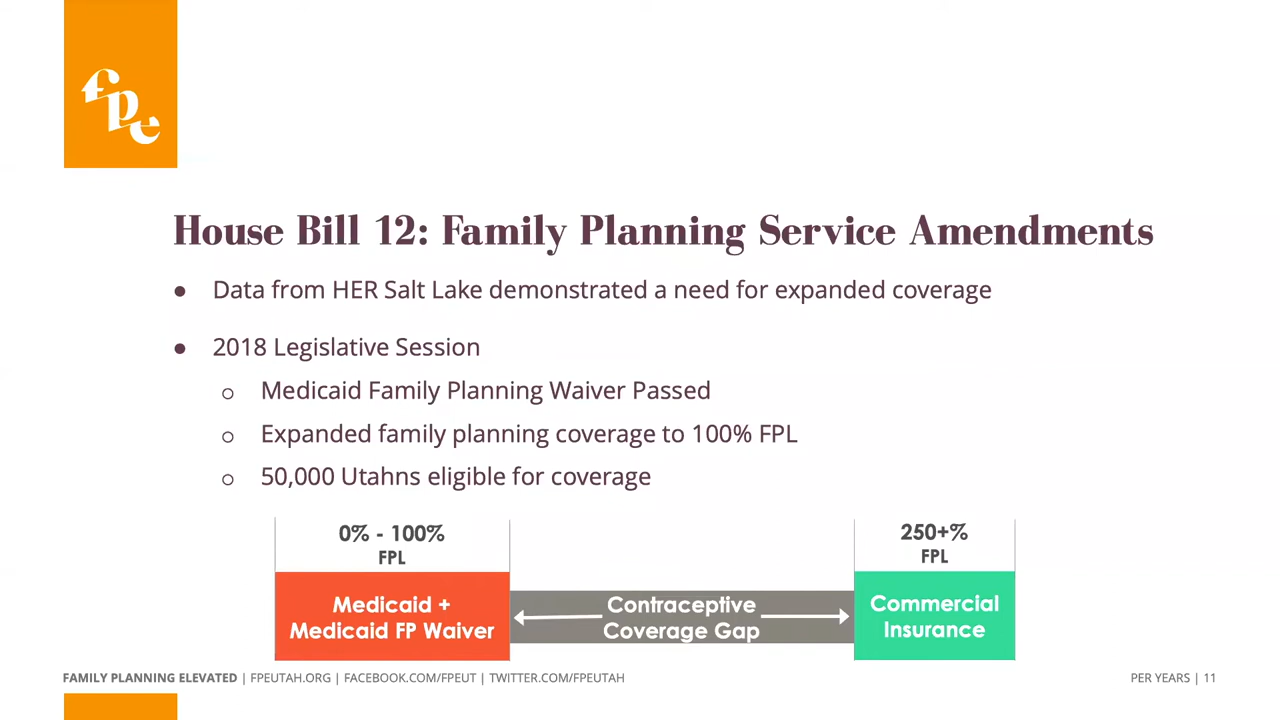 fpe
House Bill 12: Family Planning Service Amendments
● Data from HER Salt Lake demonstrated a need for expanded coverage
● 2018 Legislative Session
○ Medicaid Family Planning Waiver Passed
○ Expanded family planning coverage to 100% FPL
○ 50,000 Utahns eligible for coverage
0% - 100%
FPL
Medicaid +
Medicaid FP Waiver
Contraceptive
Coverage Gap
250+%
FPL
Commercial
Insurance
FAMILY PLANNING ELEVATED | FPEUTAH.ORG | FACEBOOK.COM/FPEUT | TWITTER.COM/FPEUTAH
PER YEARS | 11